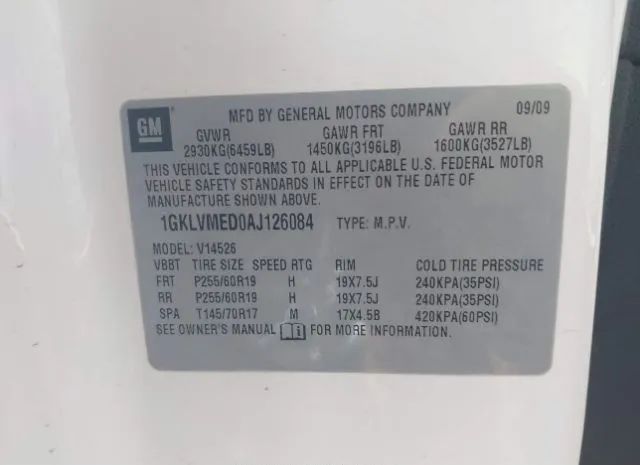 GM
MFD BY GENERAL MOTORS COMPANY 09/09
GVWR GAWR FRT GAWR RR
2930KG(6459LB) 1450KG(3196LB) 1600KG(3527LB)
THIS VEHICLE CONFORMS TO ALL APPLICABLE U.S. FEDERAL MOTOR
VEHICLE SAFETY STANDARDS IN EFFECT ON THE DATE OF
MANUFACTURE SHOWN ABOVE.
1GKLVMED0AJ126084 TYPE: M.P.V.
MODEL: V14526
VBBT TIRE SIZE SPEED RTG RIM COLD TIRE PRESSURE
FRT P255/60R19 H 19X7.5J 240KPA(35PSI)
RR P255/60R19 H 19X7.5J 240KPA(35PSI)
SPA T145/70R17 M 17X4.5B 420KPA(60PSI)
SEE OWNER'S MANUAL FOR MORE INFORMATION.